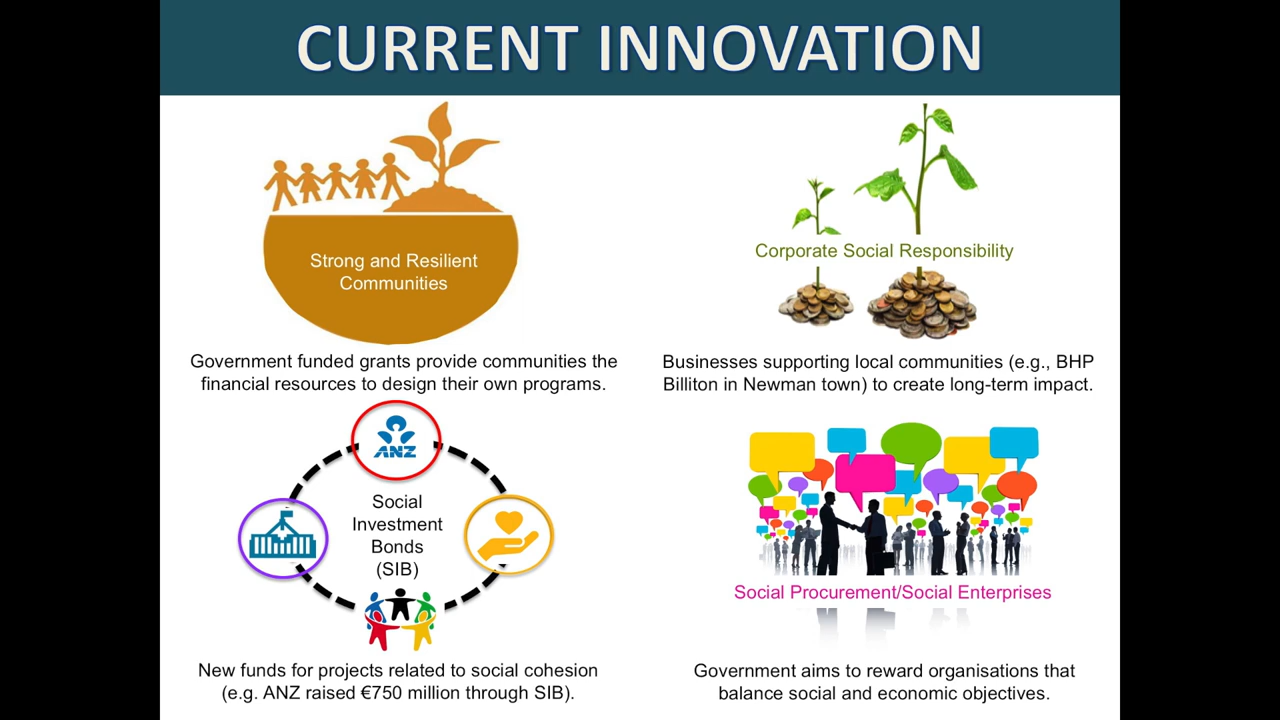 CURRENT INNOVATION
Strong and Resilient
Communities
Government funded grants provide communities the
financial resources to design their own programs.
Corporate Social Responsibility
Businesses supporting local communities (e.g., BHP
Billiton in Newman town) to create long-term impact.
ANZ
Social
Investment
Bonds
(SIB)
New funds for projects related to social cohesion
(e.g. ANZ raised €750 million through SIB).
Social Procurement/Social Enterprises
Government aims to reward organisations that
balance social and economic objectives.